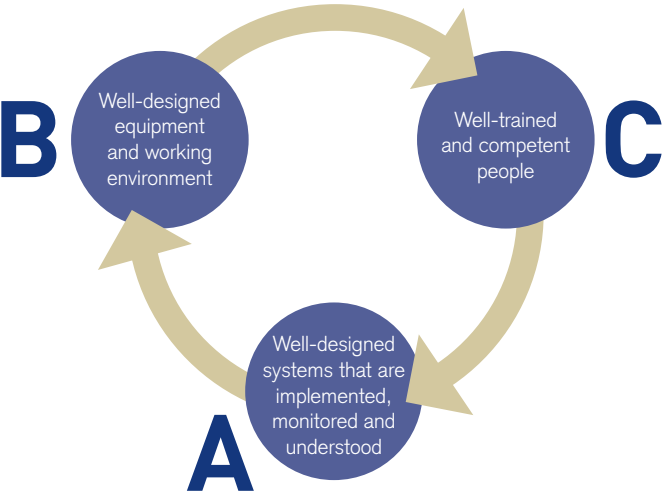 B
Well-designed
equipment
and working
environment
Well-trained
and competent
people
C
Well-designed
systems that are
implemented,
monitored and
understood
A